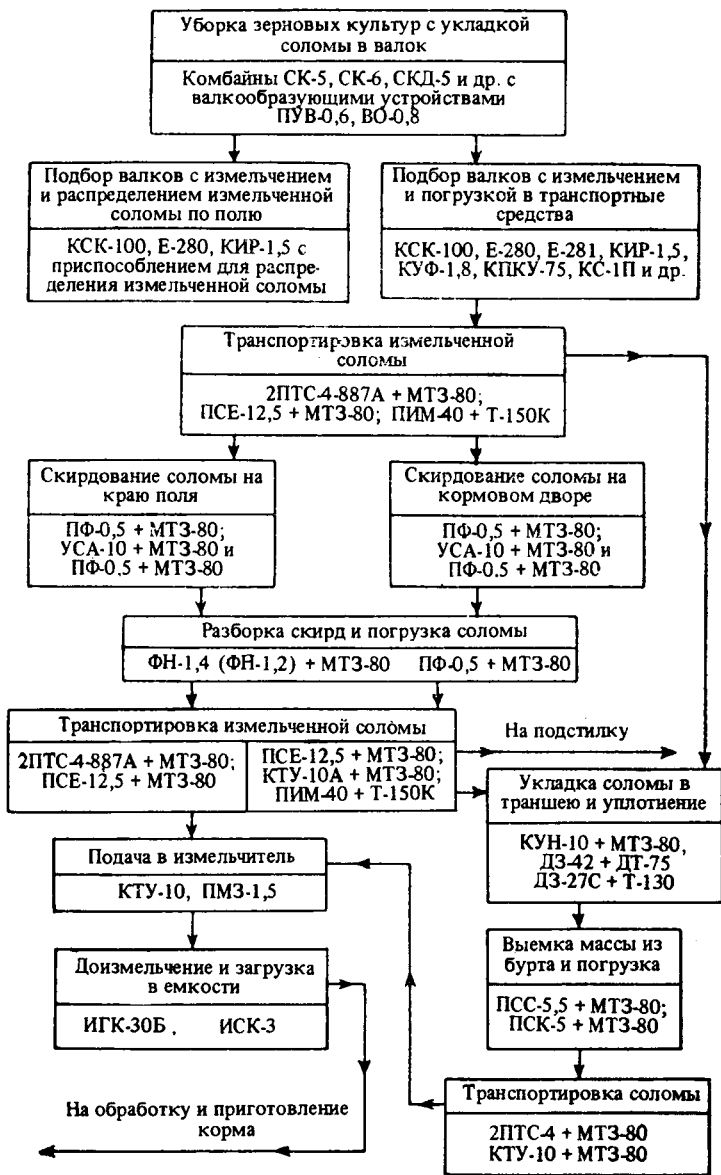 Уборка зерновых культур с укладкой
соломы в валок
Комбайны СК-5, СК-6, СКД-5 и др. с
валкообразующими устройствами
ПУВ-0,6, ВО-0,8
Подбор валков с измельчением
и распределением измельченной
соломы по полю
КСК-100, Е-280, КИР-1,5 с
приспособлением для распре-
деления измельченной соломы
Подбор валков с измельчением
и погрузкой в транспортные
средства
КСК-100, Е-280, Е-281, КИР-1,5,
КУФ-1,8, КПКУ-75, КС-1П и др.
Транспортировка измельченной
соломы
2ПТС-4-887А + МТЗ-80;
ПСЕ-12,5 + МТЗ-80; ПИМ-40 + Т-150К
Скирдование соломы на
краю поля
ПФ-0,5 + МТЗ-80;
УСА-10 + МТЗ-80 и
ПФ-0,5 + МТЗ-80
Скирдование соломы на
кормовом дворе
ПФ-0,5 + МТЗ-80;
УСА-10 + МТЗ-80 и
ПФ-0,5 + МТЗ-80
Разборка скирд и погрузка соломы
ФН-1,4 (ФН-1,2) + МТЗ-80 ПФ-0,5 + МТЗ-80
Транспортировка измельченной соломы
2ПТС-4-887А + МТЗ-80;
ПСЕ-12,5 + МТЗ-80
ПСЕ-12,5 + МТЗ-80;
КТУ-10А + МТЗ-80;
ПИМ-40 + Т-150К
На подстилку
Укладка соломы в
траншею и уплотнение
КУН-10 + МТЗ-80,
ДЗ-42 + ДТ-75
ДЗ-27С + Т-130
Подача в измельчитель
КТУ-10, ПМЗ-1,5
Выемка массы из
бурта и погрузка
ПСС-5,5 + МТЗ-80;
ПСК-5 + МТЗ-80
Доизмельчение и загрузка
в емкости
ИГК-30Б, ИСК-3
Транспортировка соломы
2ПТС-4 + МТЗ-80
КТУ-10 + МТЗ-80
На обработку и приготовление
корма